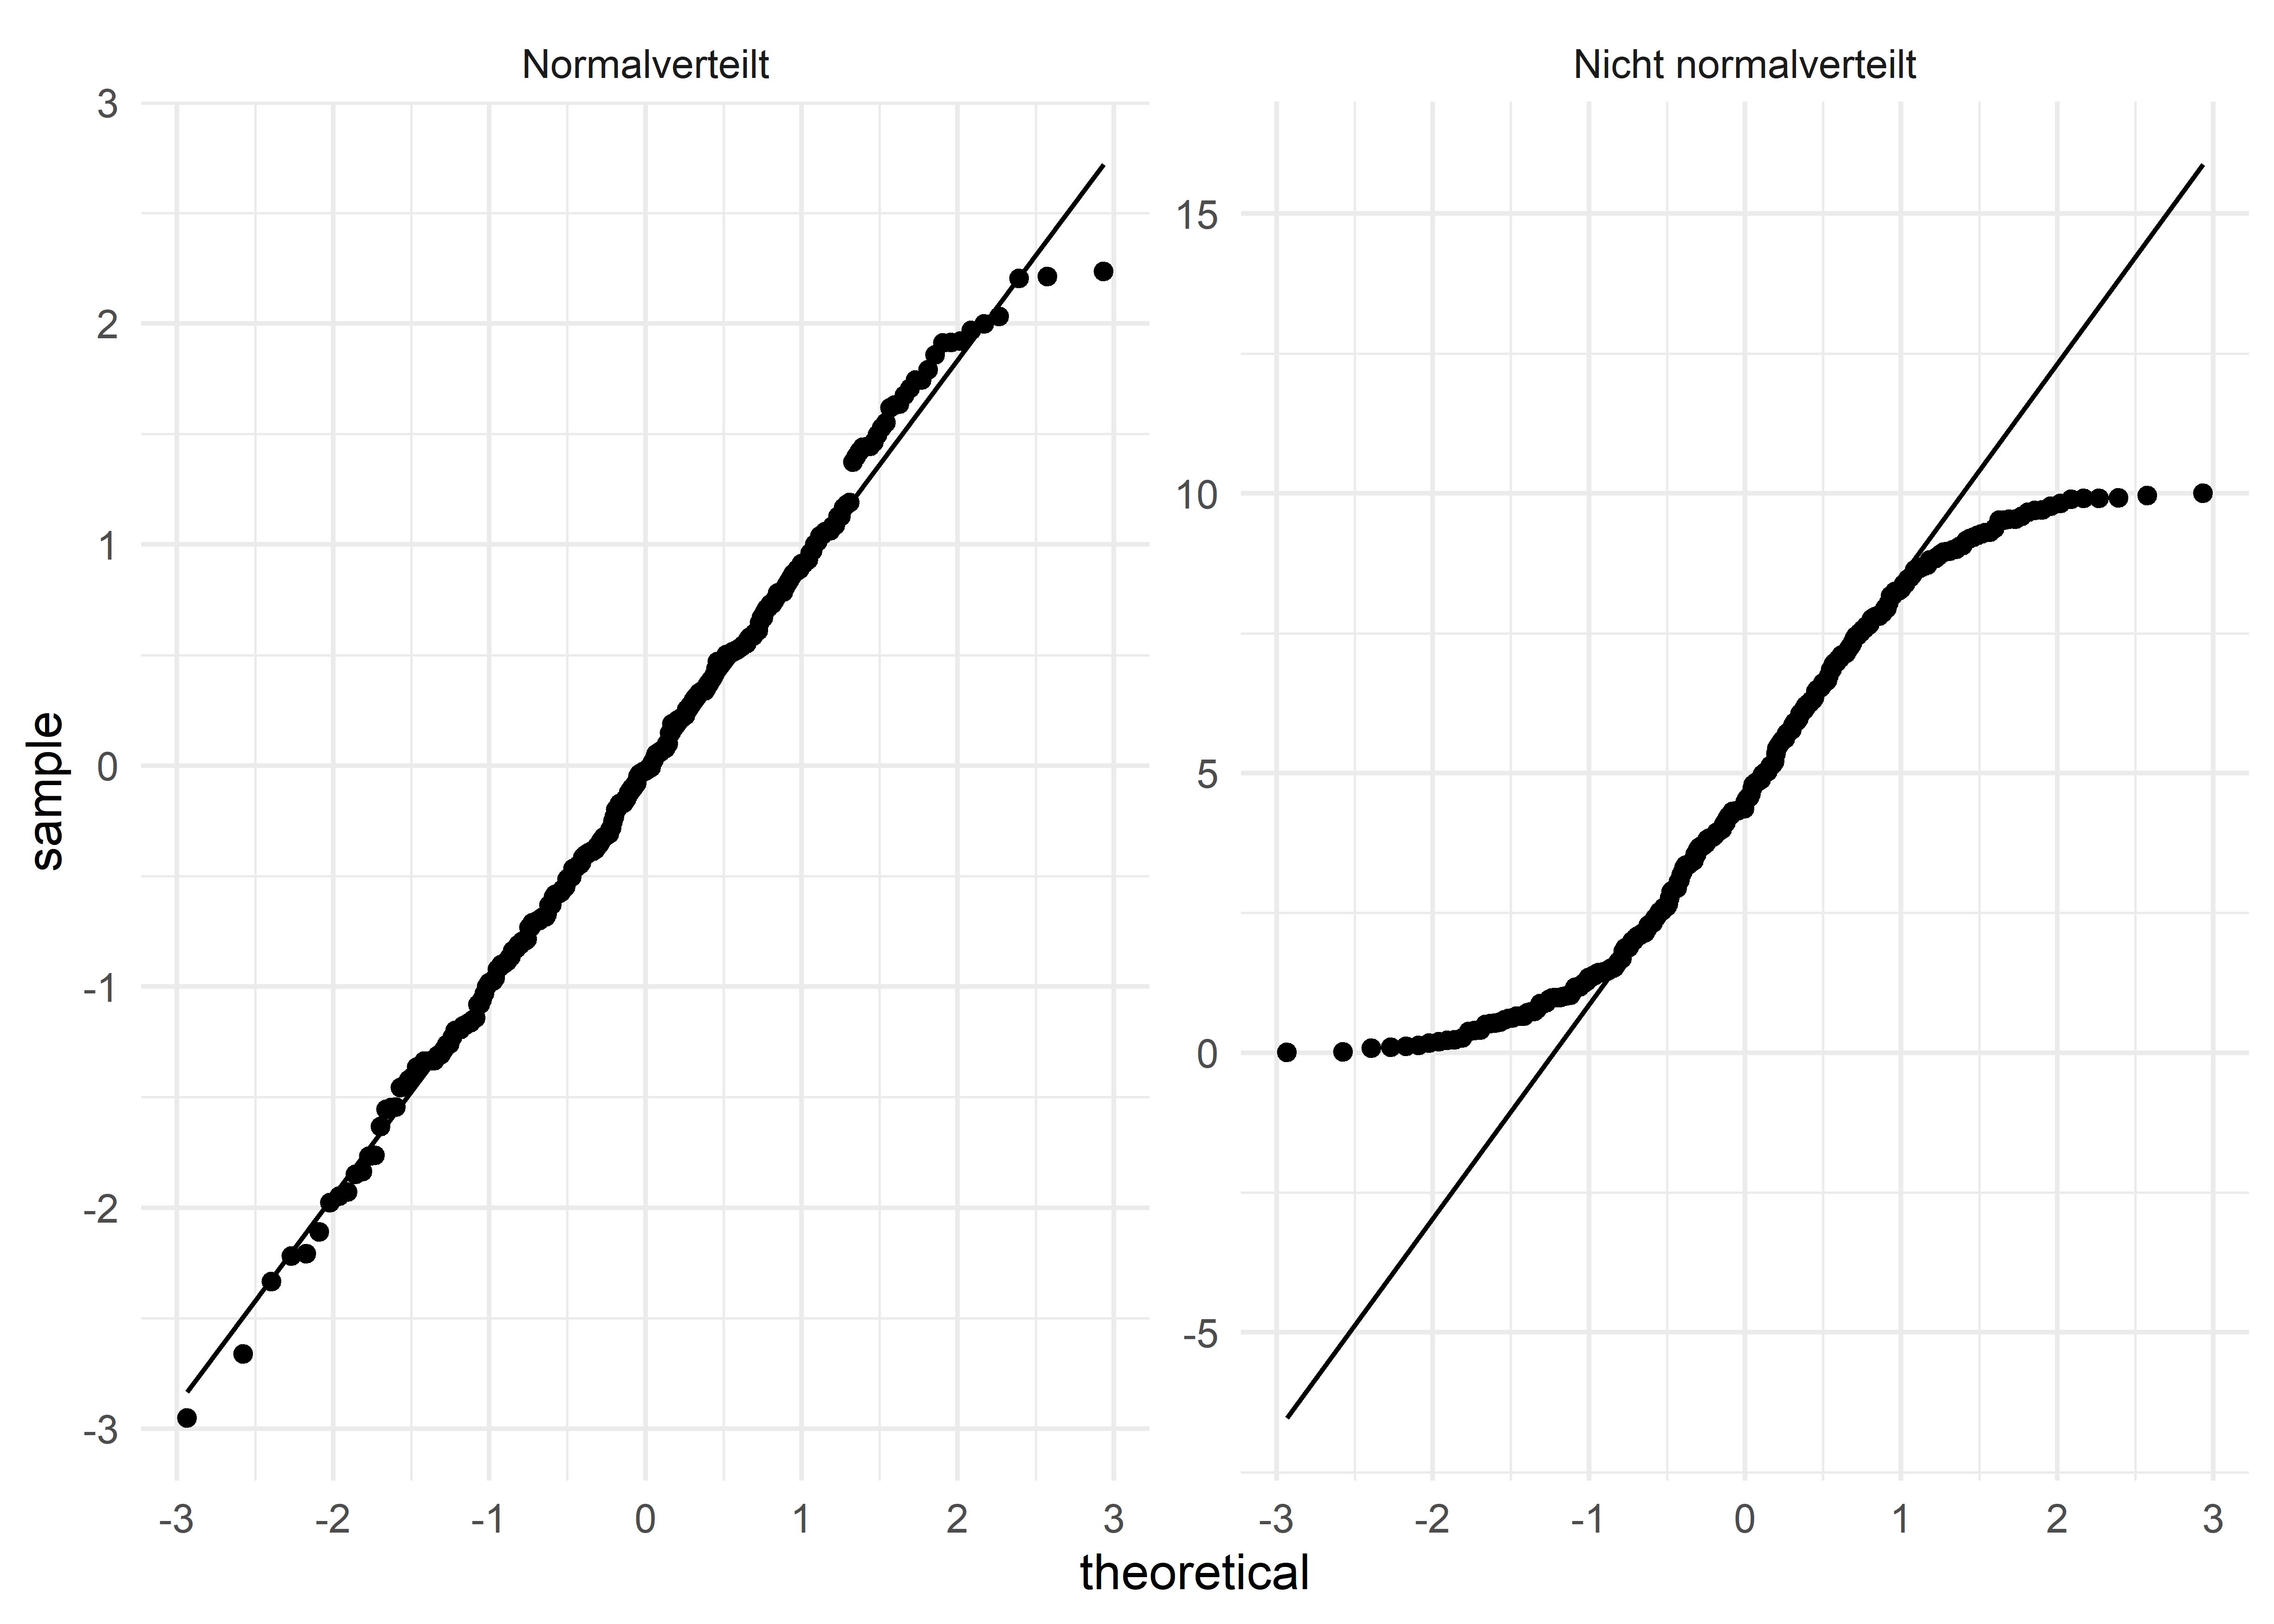 Normalverteilt
Nicht normalverteilt
sample
3
2
1
0
-1
-2
-3
15
10
5
0
-5
-3 -2 -1 0 1 2 3
-3 -2 -1 0 1 2 3
theoretical